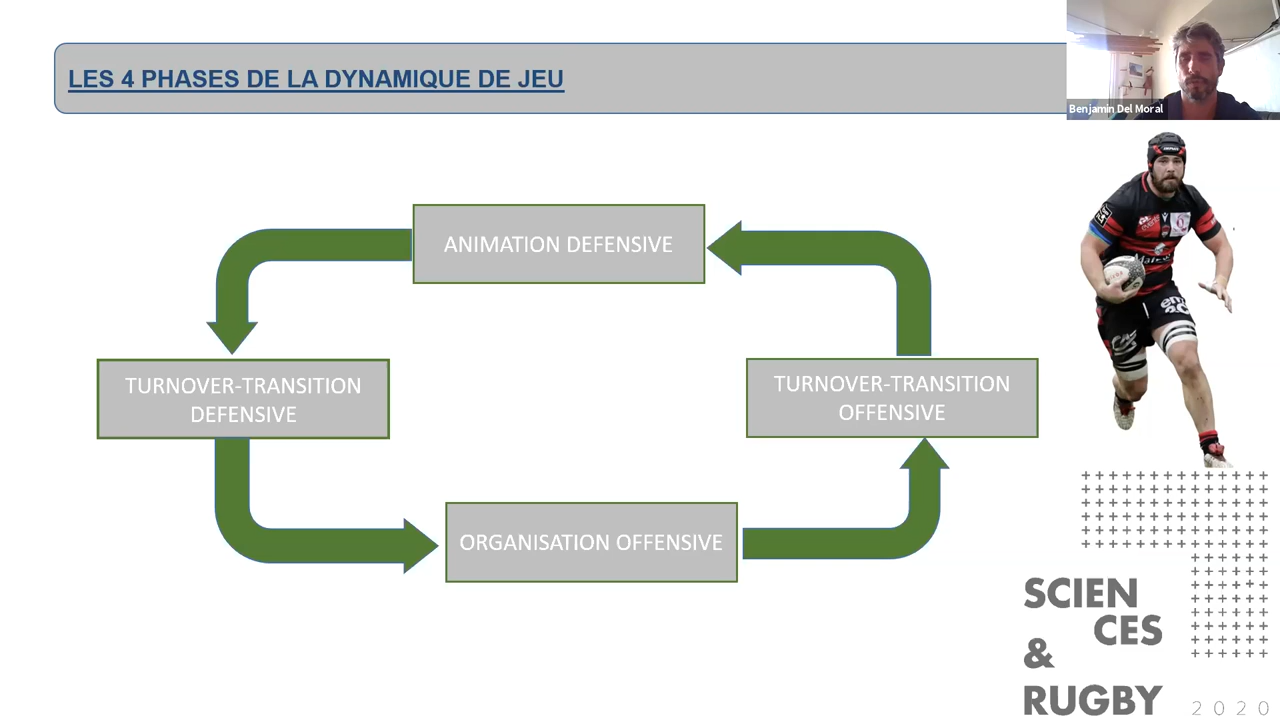 LES 4 PHASES DE LA DYNAMIQUE DE JEU
Benjamin Del Moral
ANIMATION DEFENSIVE
TURNOVER-TRANSITION
DEFENSIVE
TURNOVER-TRANSITION
OFFENSIVE
ORGANISATION OFFENSIVE
SCIEN
CES
&
RUGBY
2020